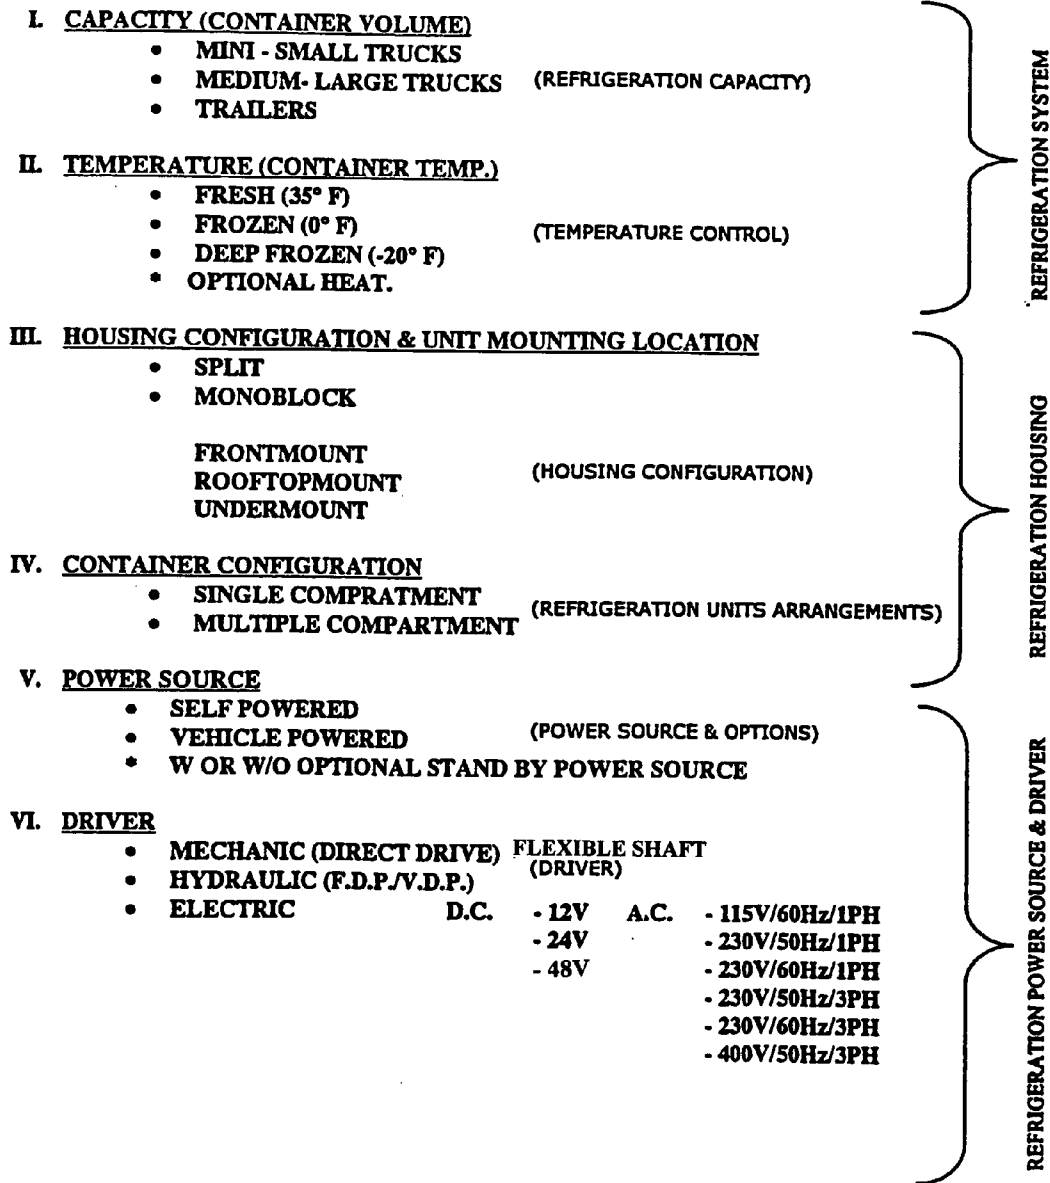 I. CAPACITY (CONTAINER VOLUME)
• MINI - SMALL TRUCKS
• MEDIUM- LARGE TRUCKS (REFRIGERATION CAPACITY)
• TRAILERS
II. TEMPERATURE (CONTAINER TEMP.)
• FRESH (35° F)
• FROZEN (0° F) (TEMPERATURE CONTROL)
• DEEP FROZEN (-20° F)
* OPTIONAL HEAT.
REFRIGERATION SYSTEM
III. HOUSING CONFIGURATION & UNIT MOUNTING LOCATION
• SPLIT
• MONOBLOCK
FRONTMOUNT
ROOFTOPMOUNT (HOUSING CONFIGURATION)
UNDERMOUNT
IV. CONTAINER CONFIGURATION
• SINGLE COMPRATMENT
• MULTIPLE COMPARTMENT (REFRIGERATION UNITS ARRANGEMENTS)
REFRIGERATION HOUSING
V. POWER SOURCE
• SELF POWERED
• VEHICLE POWERED (POWER SOURCE & OPTIONS)
* W OR W/O OPTIONAL STAND BY POWER SOURCE
VI. DRIVER
• MECHANIC (DIRECT DRIVE) FLEXIBLE SHAFT
(DRIVER)
• HYDRAULIC (F.D.P./V.D.P.)
• ELECTRIC D.C. - 12V A.C. - 115V/60Hz/1PH
- 24V - 230V/50Hz/1PH
- 48V - 230V/60Hz/1PH
- 230V/50Hz/3PH
- 230V/60Hz/3PH
- 400V/50Hz/3PH
REFRIGERATION POWER SOURCE & DRIVER